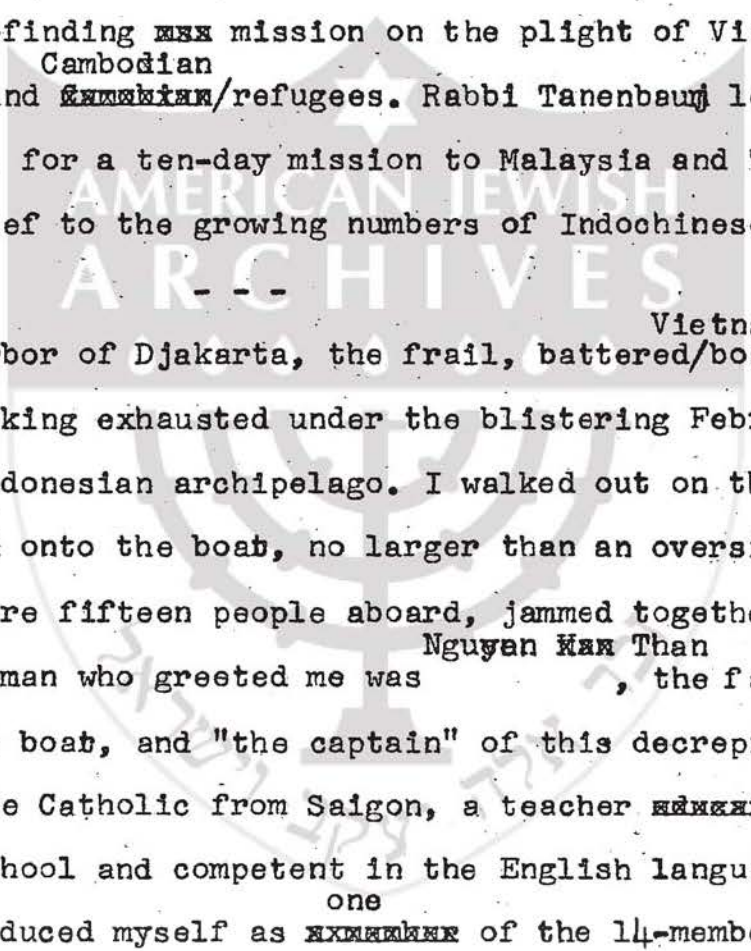 finding xxx mission on the plight of Vi
Cambodian
nd /refugees. Rabbi Tanenbaum l
for a ten-day mission to Malaysia and
AMERICAN JEWISH
ef to the growing numbers of Indochines
ARCHIVES
- - -
Vietn
bor of Djakarta, the frail, battered/bo
king exhausted under the blistering Feb
donesian archipelago. I walked out on t
onto the boat, no larger than an overs
re fifteen people aboard, jammed togeth
Nguyen Than
man who greeted me was , the f
boat, and "the captain" of this decrep
e Catholic from Saigon, a teacher
hool and competent in the English langu
one
duced myself as of the 14-memb